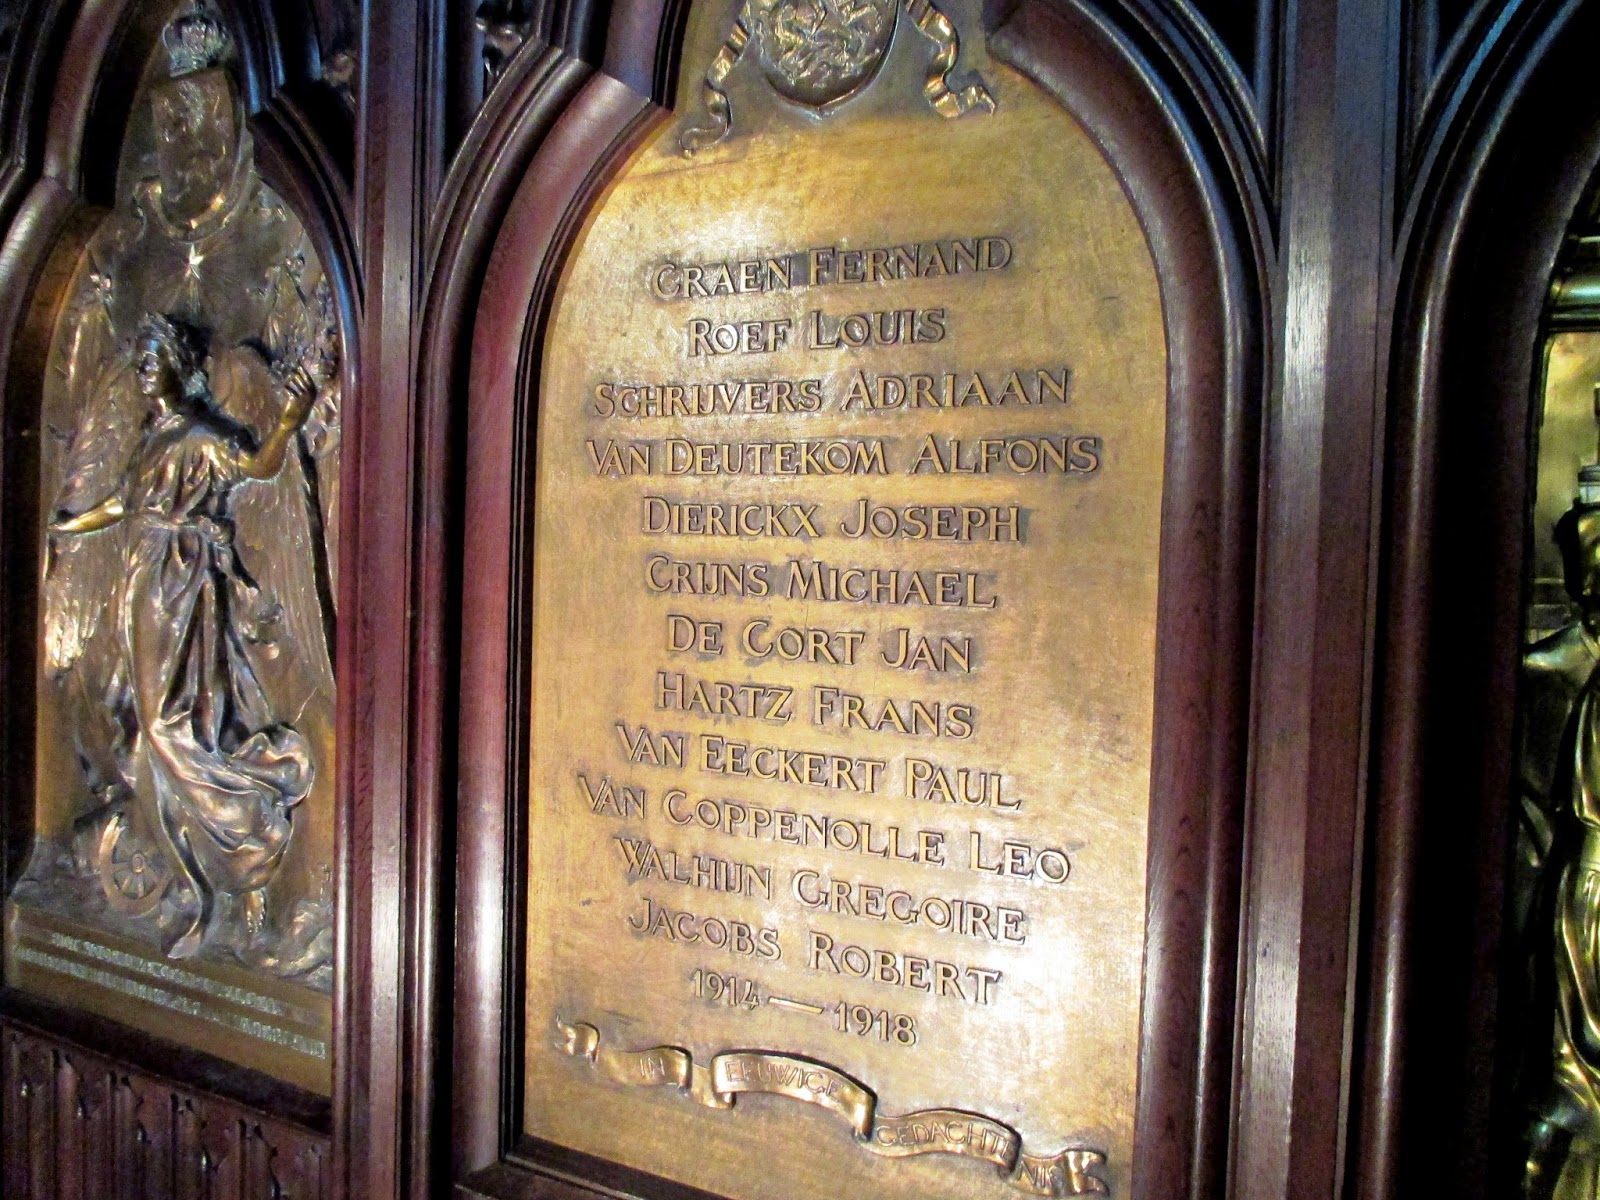 GRAEN FERNAND
ROEF LOUIS
SCHRIJVERS ADRIAAN
VAN DEUTEKOM ALFONS
DIERICKX JOSEPH
CRIJNS MICHAEL
DE CORT JAN
HARTZ FRANS
VAN EECKERT PAUL
VAN COPPENOLLE LEO
WALHIJN GREGOIRE
JACOBS ROBERT
1914 — 1918
IN EEUWIGE GEDACHTENIS